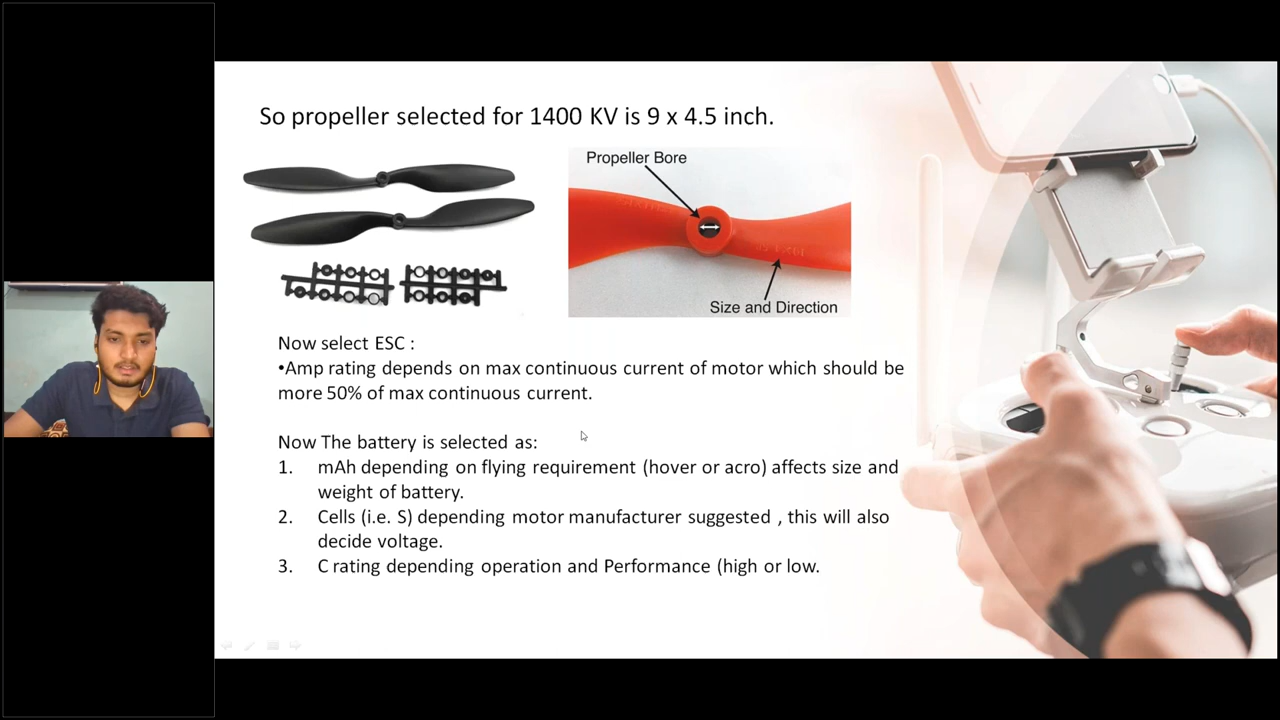 So propeller selected for 1400 KV is 9 x 4.5 inch.
Propeller Bore
Size and Direction
Now select ESC :
•Amp rating depends on max continuous current of motor which should be
more 50% of max continuous current.
Now The battery is selected as:
1. mAh depending on flying requirement (hover or acro) affects size and
weight of battery.
2. Cells (i.e. S) depending motor manufacturer suggested , this will also
decide voltage.
3. C rating depending operation and Performance (high or low.